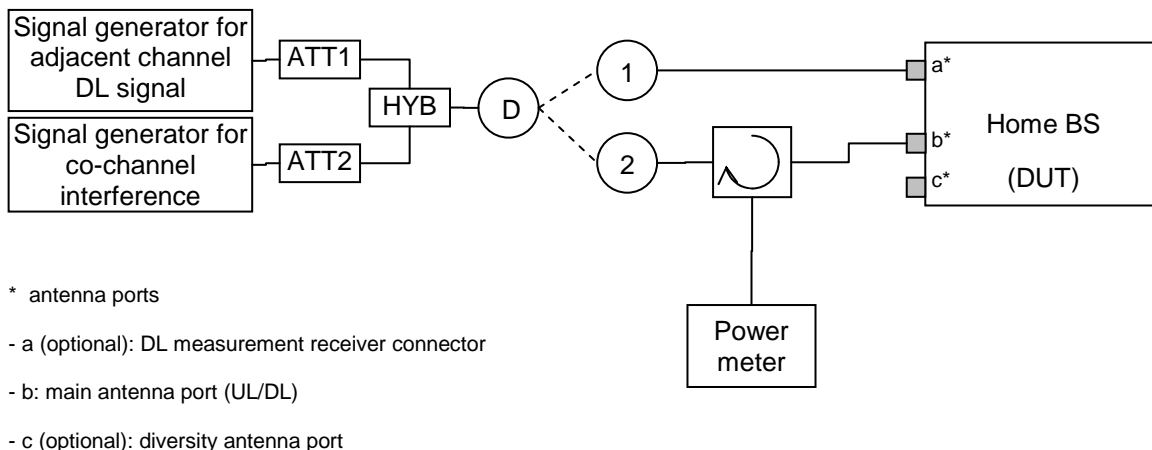 Signal generator for
adjacent channel
DL signal
ATT1
HYB
D
1
2
Signal generator for
co-channel
interference
ATT2
a*
b*
c*
Home BS
(DUT)
Power
meter
* antenna ports
- a (optional): DL measurement receiver connector
- b: main antenna port (UL/DL)
- c (optional): diversity antenna port